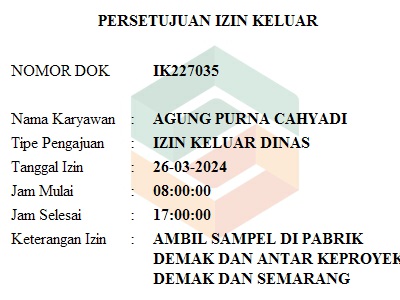 PERSETUJUAN IZIN KELUAR
NOMOR DOK IK227035
Nama Karyawan : AGUNG PURNA CAHYADI
Tipe Pengajuan : IZIN KELUAR DINAS
Tanggal Izin : 26-03-2024
Jam Mulai : 08:00:00
Jam Selesai : 17:00:00
Keterangan Izin : AMBIL SAMPEL DI PABRIK
DEMAK DAN ANTAR KEPROYEK
DEMAK DAN SEMARANG